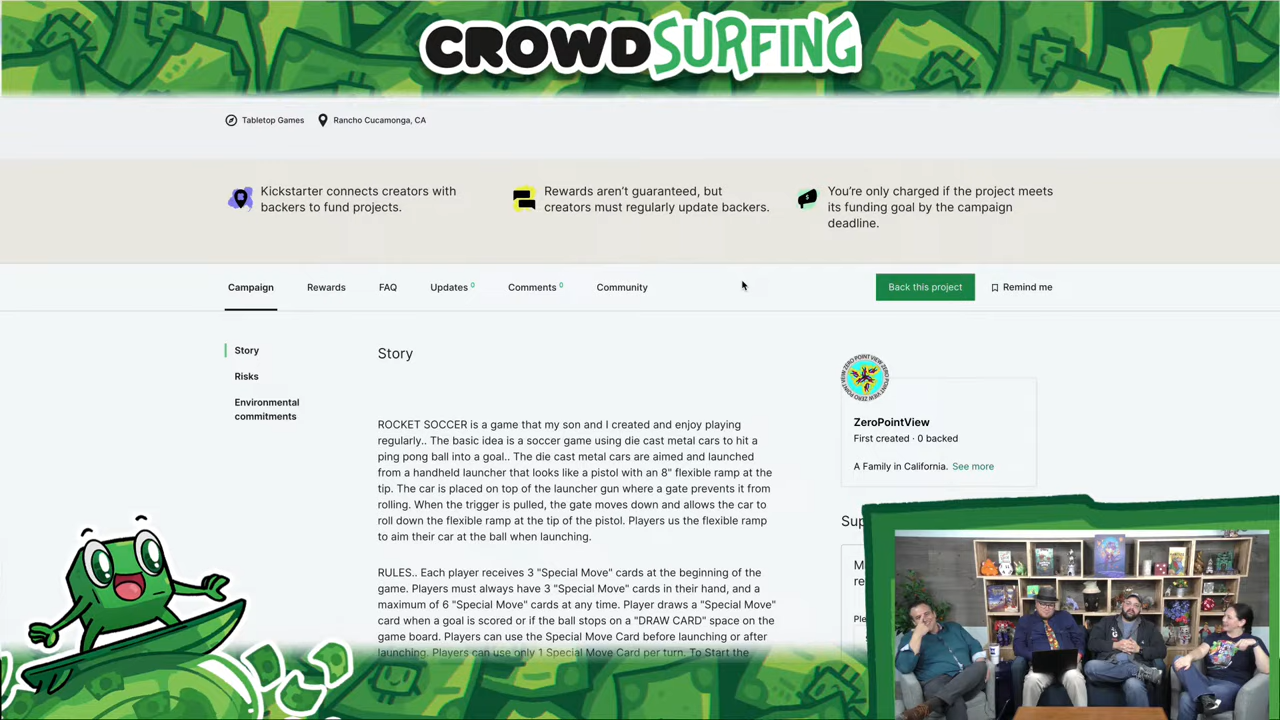 CROWDSURFING
Tabletop Games
Rancho Cucamonga, CA
Kickstarter connects creators with
backers to fund projects.
Rewards aren't guaranteed, but
creators must regularly update backers.
You're only charged if the project meets
its funding goal by the campaign
deadline.
Campaign
Rewards
FAQ
Updates 0
Comments 0
Community
Back this project
Remind me
Story
Risks
Environmental
commitments
Story
ROCKET SOCCER is a game that my son and I created and enjoy playing
regularly.. The basic idea is a soccer game using die cast metal cars to hit a
ping pong ball into a goal.. The die cast metal cars are aimed and launched
from a handheld launcher that looks like a pistol with an 8" flexible ramp at the
tip. The car is placed on top of the launcher gun where a gate prevents it from
rolling. When the trigger is pulled, the gate moves down and allows the car to
roll down the flexible ramp at the tip of the pistol. Players us the flexible ramp
to aim their car at the ball when launching.
RULES.. Each player receives 3 "Special Move" cards at the beginning of the
game. Players must always have 3 "Special Move" cards in their hand, and a
maximum of 6 "Special Move" cards at any time. Player draws a "Special Move"
card when a goal is scored or if the ball stops on a "DRAW CARD" space on the
game board. Players can use the Special Move Card before launching or after
launching. Players can use only 1 Special Move Card per turn. To Start the
ZERO POINT VIEW ZERO POINT VIEW
ZeroPointView
First created · 0 backed
A Family in California. See more
Sup